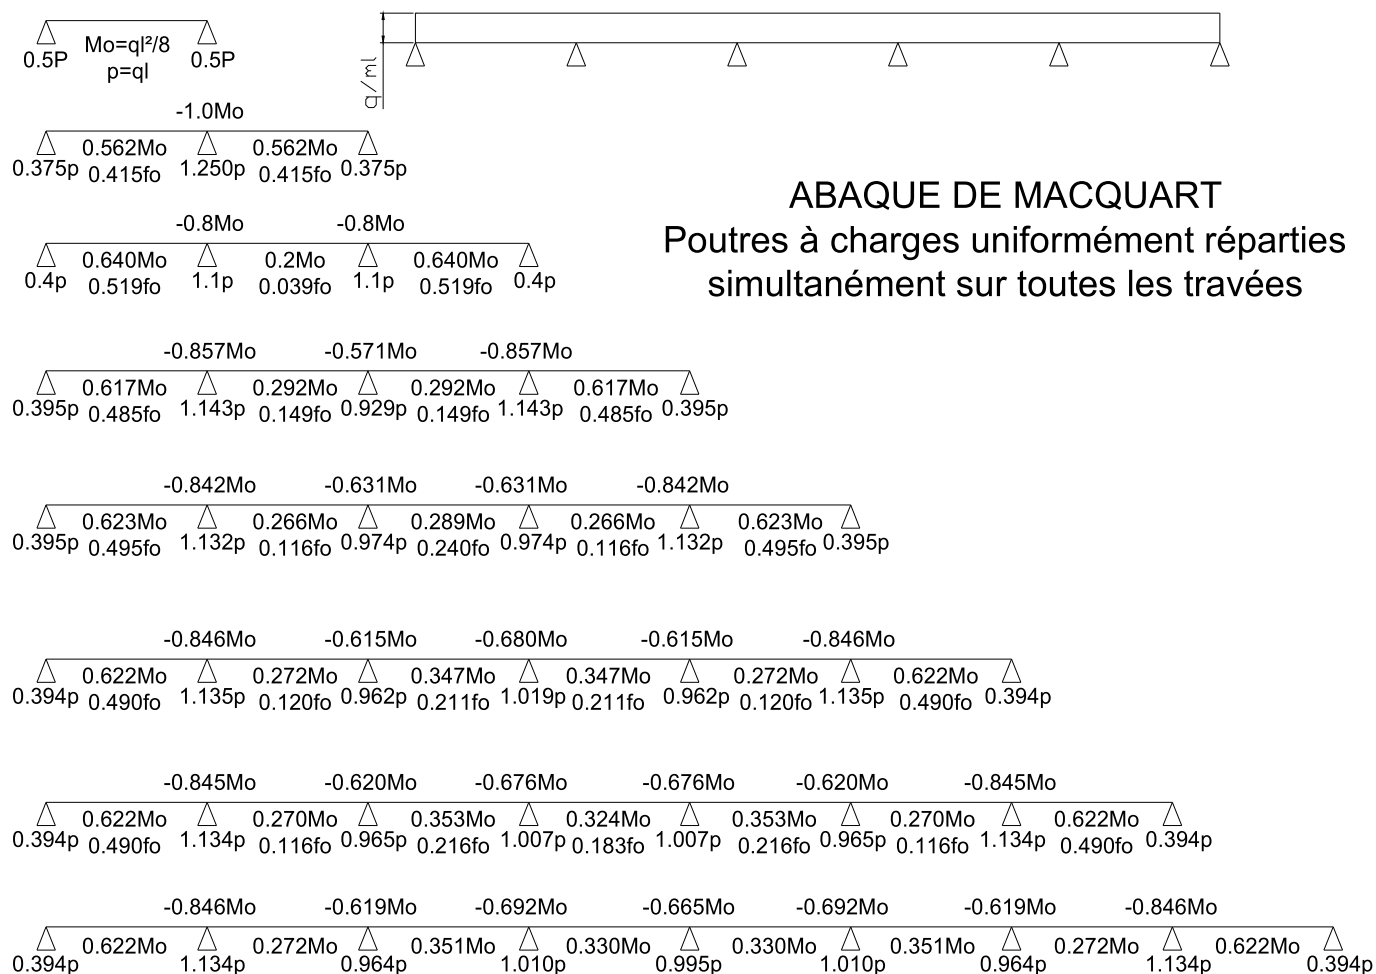 Mo=ql²/8
0.5P 0.5P
p=ql
q/ml
ABAQUE DE MACQUART
Poutres à charges uniformément réparties
simultanément sur toutes les travées
-1.0Mo
0.562Mo 0.562Mo
0.375p 1.250p 0.375p
0.415fo 0.415fo
-0.8Mo -0.8Mo
0.640Mo 0.2Mo 0.640Mo
0.4p 1.1p 1.1p 0.4p
0.519fo 0.039fo 0.519fo
-0.857Mo -0.571Mo -0.857Mo
0.617Mo 0.292Mo 0.292Mo 0.617Mo
0.395p 1.143p 0.929p 1.143p 0.395p
0.485fo 0.149fo 0.149fo 0.485fo
-0.842Mo -0.631Mo -0.631Mo -0.842Mo
0.623Mo 0.266Mo 0.289Mo 0.266Mo 0.623Mo
0.395p 1.132p 0.974p 0.974p 1.132p 0.395p
0.495fo 0.116fo 0.240fo 0.116fo 0.495fo
-0.846Mo -0.615Mo -0.680Mo -0.615Mo -0.846Mo
0.622Mo 0.272Mo 0.347Mo 0.347Mo 0.272Mo 0.622Mo
0.394p 1.135p 0.962p 1.019p 0.962p 1.135p 0.394p
0.490fo 0.120fo 0.211fo 0.211fo 0.120fo 0.490fo
-0.845Mo -0.620Mo -0.676Mo -0.676Mo -0.620Mo -0.845Mo
0.622Mo 0.270Mo 0.353Mo 0.324Mo 0.353Mo 0.270Mo 0.622Mo
0.394p 1.134p 0.965p 1.007p 1.007p 0.965p 1.134p 0.394p
0.490fo 0.116fo 0.216fo 0.183fo 0.216fo 0.116fo 0.490fo
-0.846Mo -0.619Mo -0.692Mo -0.665Mo -0.692Mo -0.619Mo -0.846Mo
0.622Mo 0.272Mo 0.351Mo 0.330Mo 0.330Mo 0.351Mo 0.272Mo 0.622Mo
0.394p 1.134p 0.964p 1.010p 0.995p 1.010p 0.964p 1.134p 0.394p